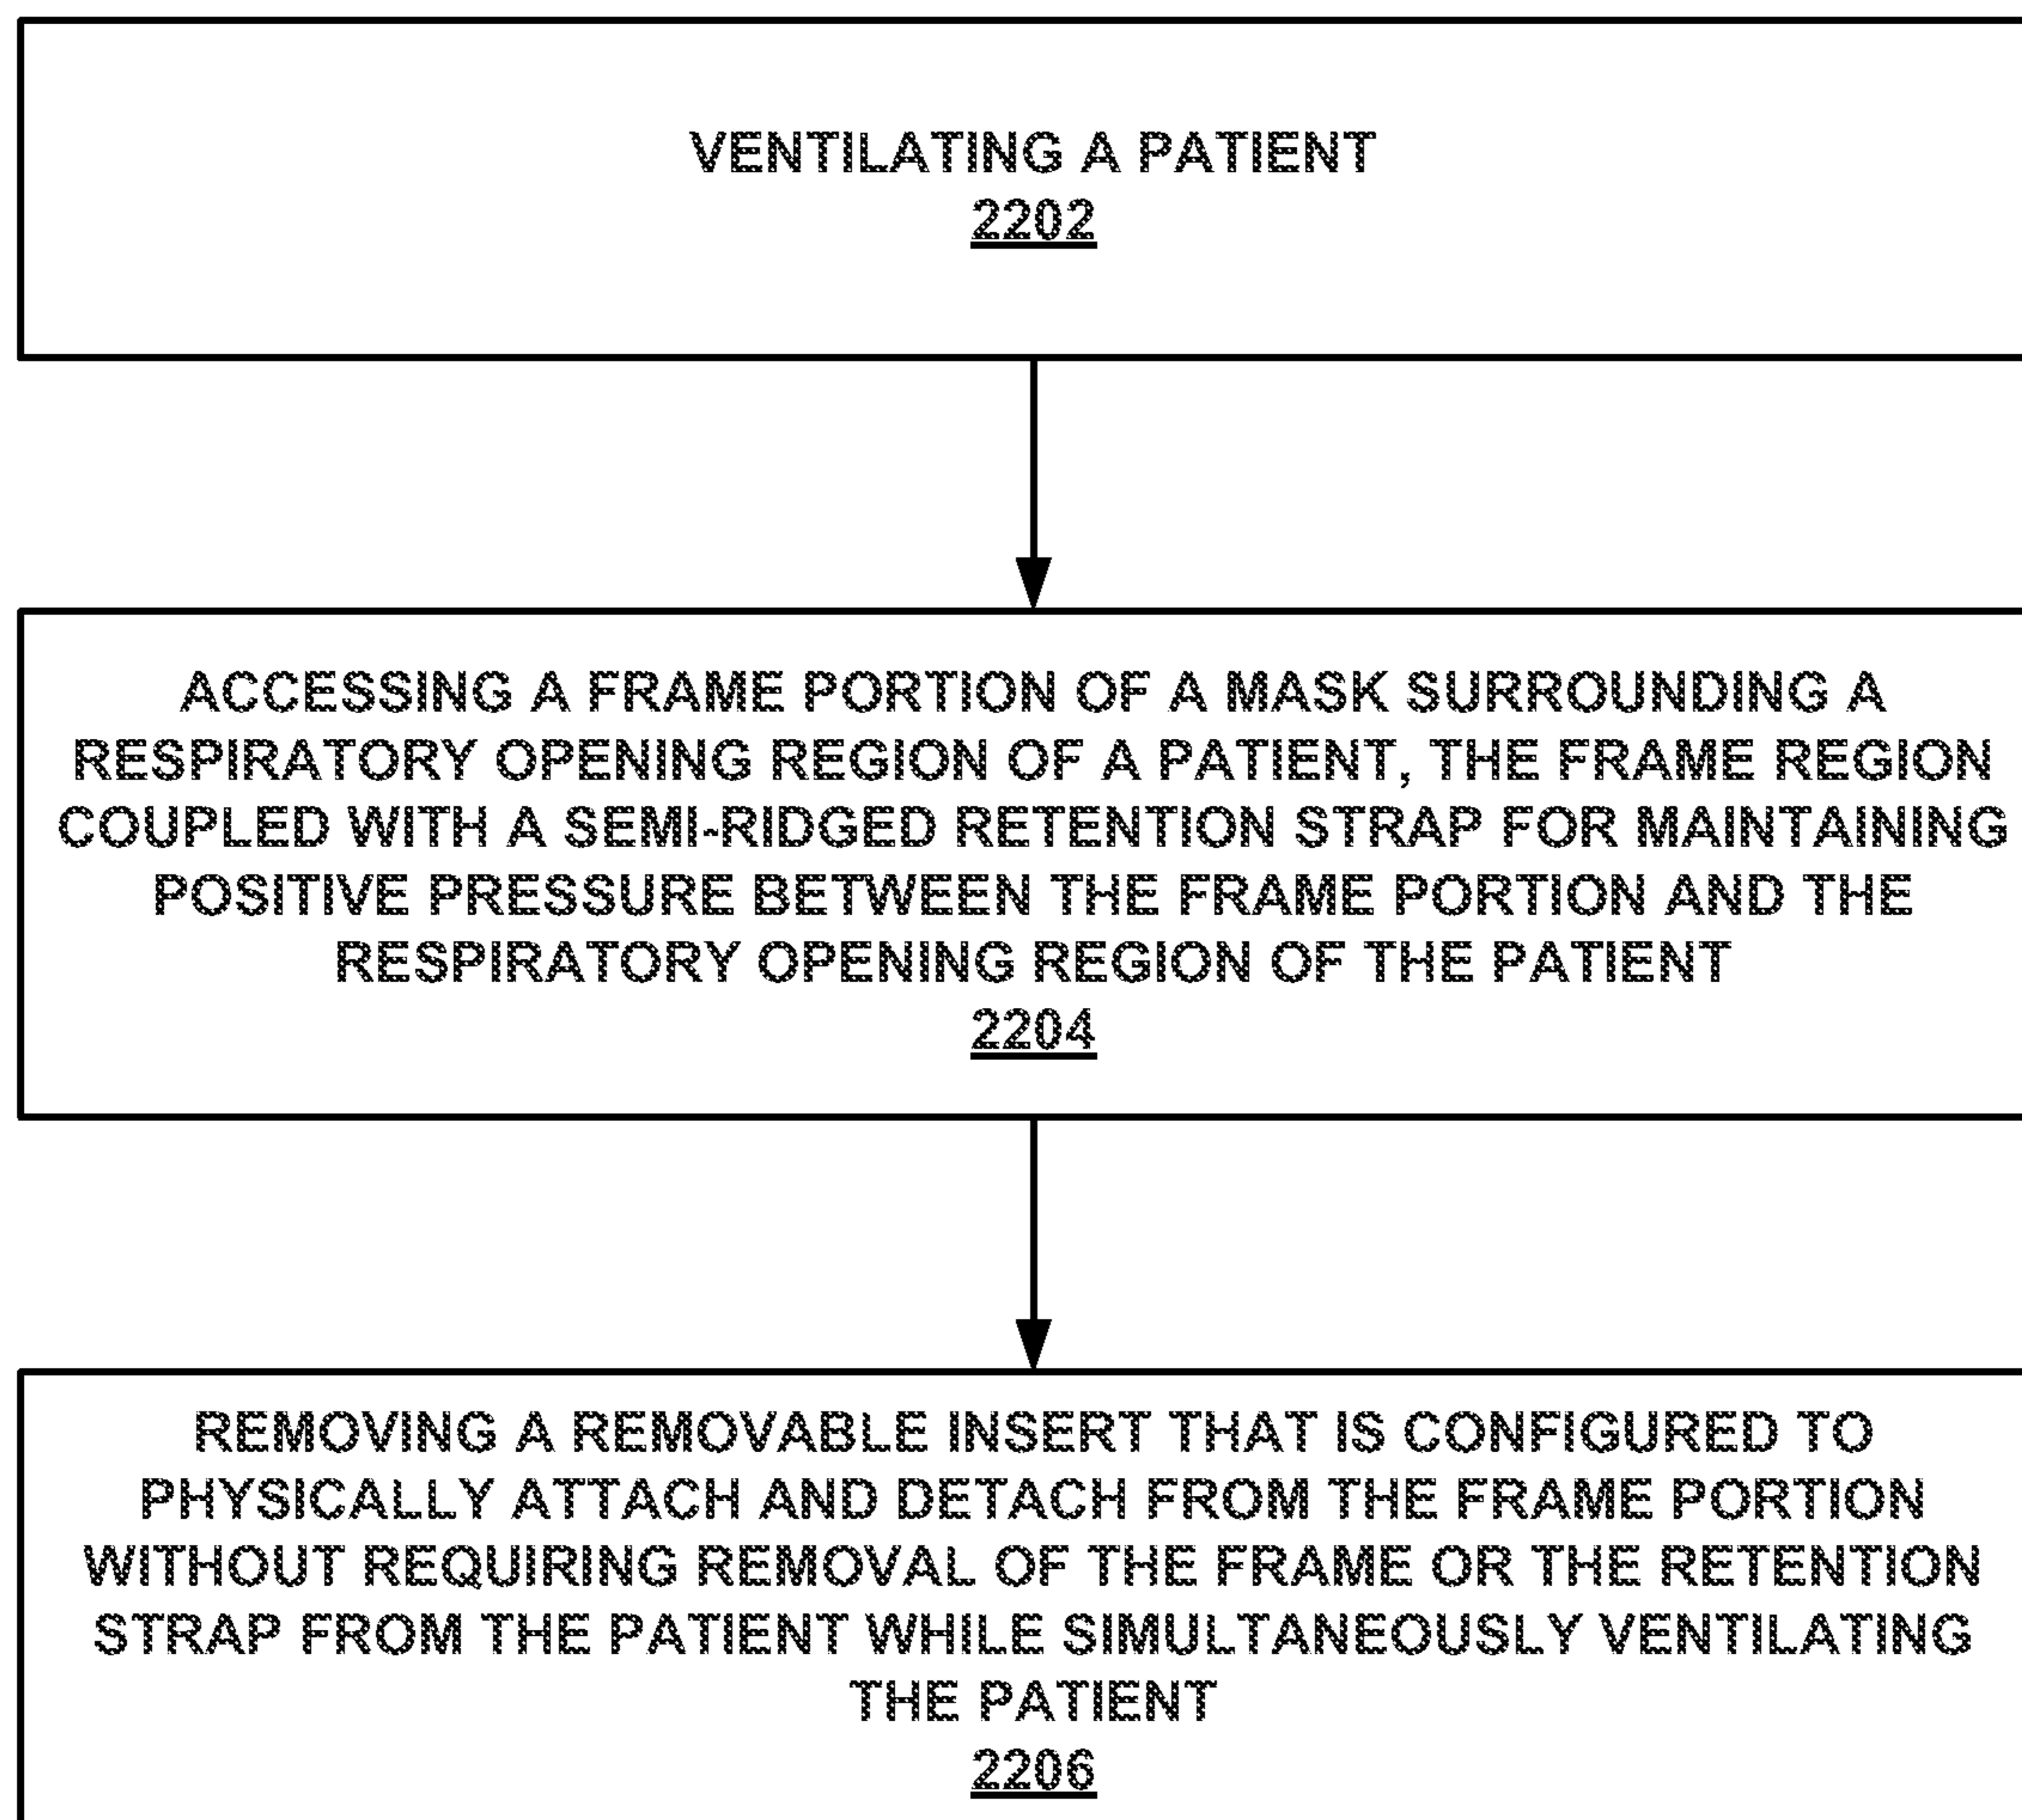 VENTILATING A PATIENT
2202
ACCESSING A FRAME PORTION OF A MASK SURROUNDING A
RESPIRATORY OPENING REGION OF A PATIENT, THE FRAME REGION
COUPLED WITH A SEMI-RIDGED RETENTION STRAP FOR MAINTAINING
POSITIVE PRESSURE BETWEEN THE FRAME PORTION AND THE
RESPIRATORY OPENING REGION OF THE PATIENT
2204
REMOVING A REMOVABLE INSERT THAT IS CONFIGURED TO
PHYSICALLY ATTACH AND DETACH FROM THE FRAME PORTION
WITHOUT REQUIRING REMOVAL OF THE FRAME OR THE RETENTION
STRAP FROM THE PATIENT WHILE SIMULTANEOUSLY VENTILATING
THE PATIENT
2206